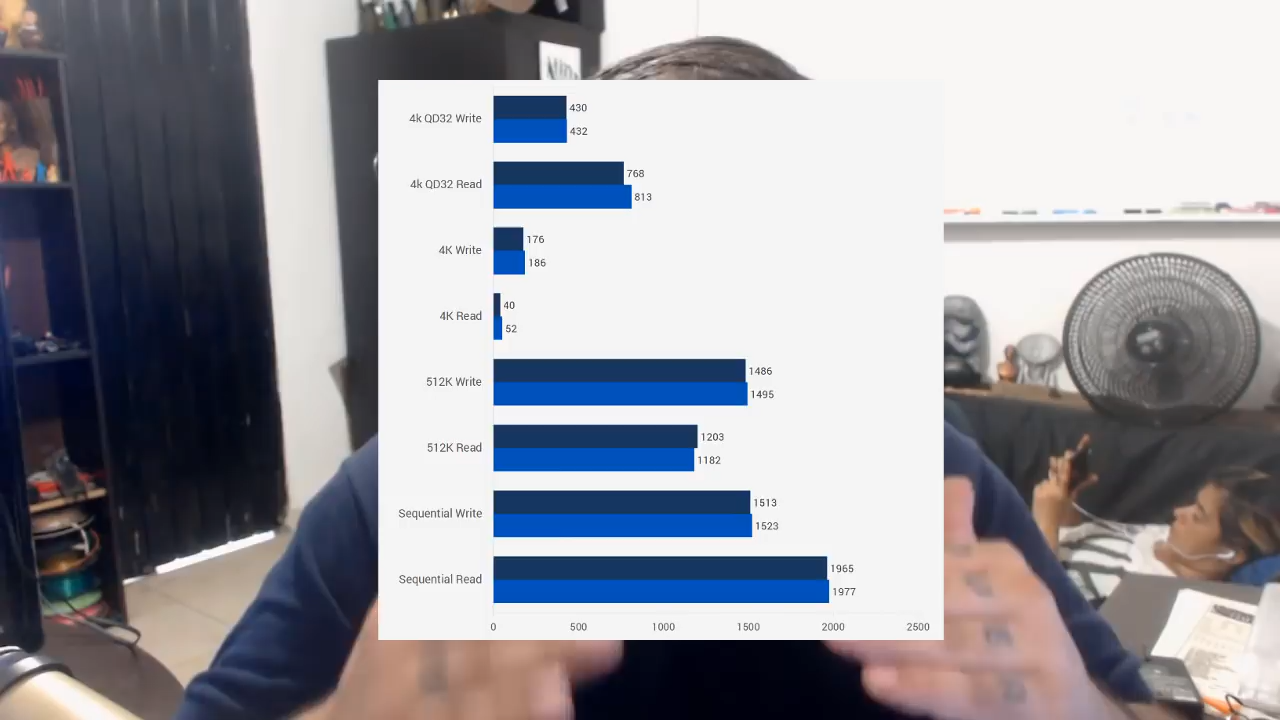 4k QD32 Write 430
432
4k QD32 Read 768
813
4K Write 176
186
4K Read 40
52
512K Write 1486
1495
512K Read 1203
1182
Sequential Write 1513
1523
Sequential Read 1965
1977
0 500 1000 1500 2000 2500